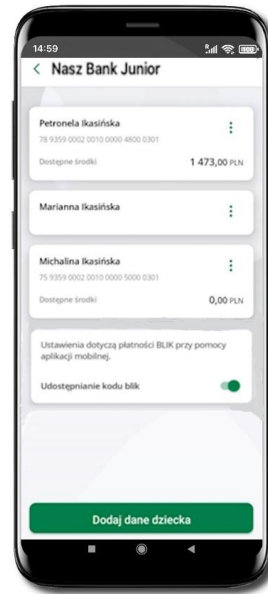 14:59
Nasz Bank Junior
Petronela Ikasińska
78 9359 0002 0010 0000 4800 0301
Dostępne środki 1 473,00 PLN
Marianna Ikasińska
Michalina Ikasińska
75 9359 0002 0010 0000 5000 0301
Dostępne środki 0,00 PLN
Ustawienia dotyczą płatności BLIK przy pomocy
aplikacji mobilnej.
Udostępnianie kodu blik
Dodaj dane dziecka